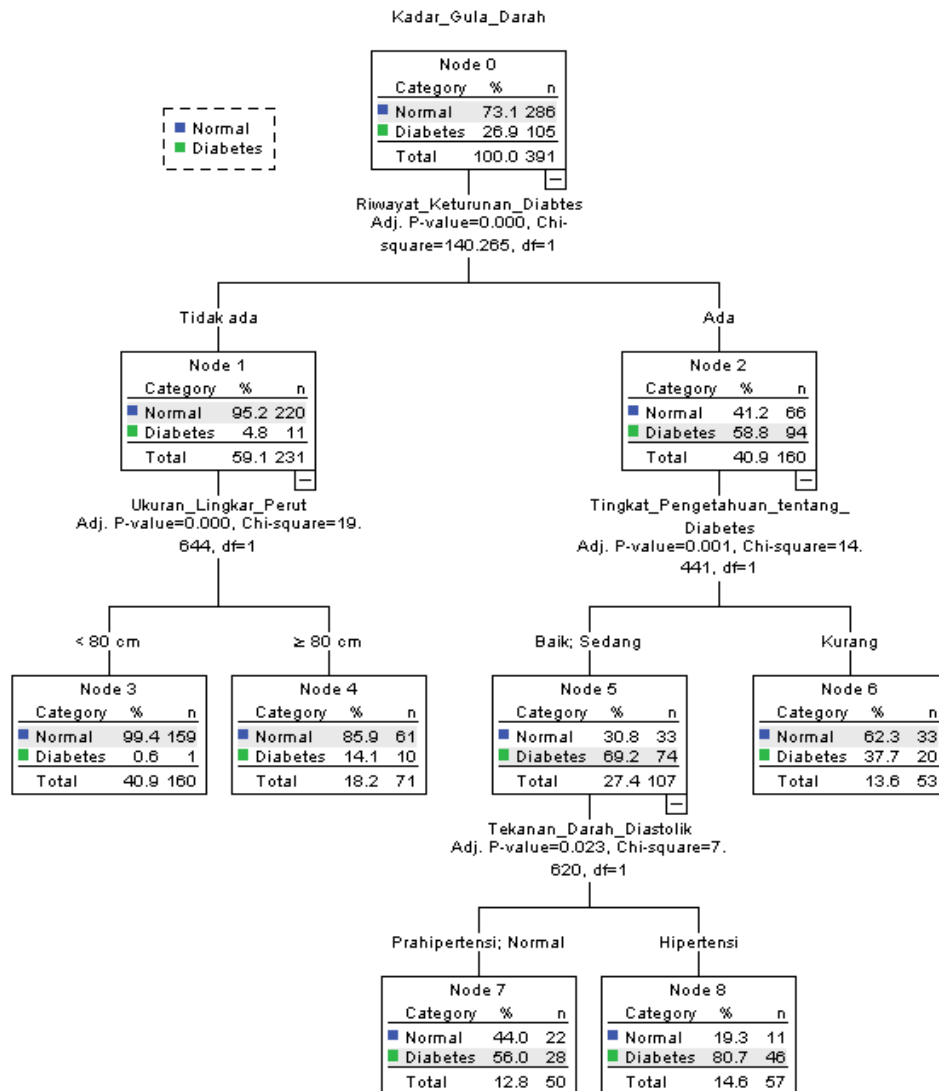 Kadar_Gula_Darah
Node 0
Category % n
Normal 73.1 286
Diabetes 26.9 105
Total 100.0 391
Normal
Diabetes
Riwayat_Keturunan_Diabtes
Adj. P-value=0.000, Chi-
square=140.265, df=1
Tidak ada
Ada
Node 1
Category % n
Normal 95.2 220
Diabetes 4.8 11
Total 59.1 231
Node 2
Category % n
Normal 41.2 66
Diabetes 58.8 94
Total 40.9 160
Ukuran_Lingkar_Perut
Adj. P-value=0.000, Chi-square=19.
644, df=1
Tingkat_Pengetahuan_tentang_
Diabetes
Adj. P-value=0.001, Chi-square=14.
441, df=1
< 80 cm
≥ 80 cm
Baik; Sedang
Kurang
Node 3
Category % n
Normal 99.4 159
Diabetes 0.6 1
Total 40.9 160
Node 4
Category % n
Normal 85.9 61
Diabetes 14.1 10
Total 18.2 71
Node 5
Category % n
Normal 30.8 33
Diabetes 69.2 74
Total 27.4 107
Node 6
Category % n
Normal 62.3 33
Diabetes 37.7 20
Total 13.6 53
Tekanan_Darah_Diastolik
Adj. P-value=0.023, Chi-square=7.
620, df=1
Prahipertensi; Normal
Hipertensi
Node 7
Category % n
Normal 44.0 22
Diabetes 56.0 28
Total 12.8 50
Node 8
Category % n
Normal 19.3 11
Diabetes 80.7 46
Total 14.6 57